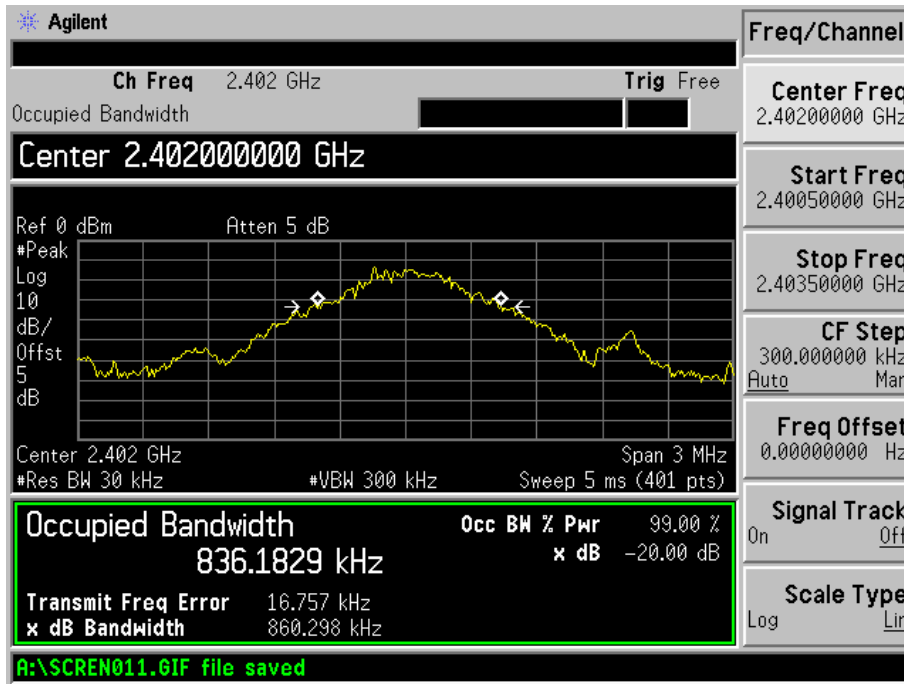 Agilent
Freq/Channel
Ch Freq 2.402 GHz Trig Free
Occupied Bandwidth
Center 2.402000000 GHz
Ref 0 dBm Atten 5 dB
#Peak
Log
10
dB/
Offst
5
dB
Center 2.402 GHz Span 3 MHz
#Res BW 30 kHz #VBW 300 kHz Sweep 5 ms (401 pts)
Occupied Bandwidth Occ BW % Pwr 99.00 %
836.1829 kHz x dB -20.00 dB
Transmit Freq Error 16.757 kHz
x dB Bandwidth 860.298 kHz
A:\SCREN011.GIF file saved
Center Freq
2.40200000 GHz
Start Freq
2.40050000 GHz
Stop Freq
2.40350000 GHz
CF Step
300.000000 kHz
Auto Man
Freq Offset
0.00000000 Hz
Signal Track
On Off
Scale Type
Log Lin